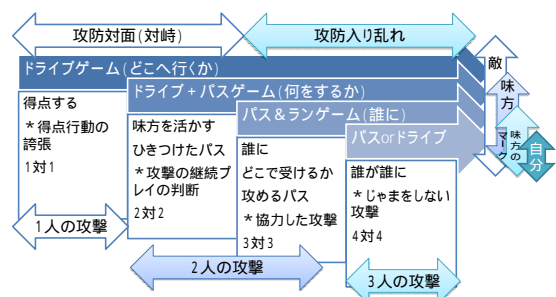 攻防対面(対峙)
攻防入り乱れ
ドライブゲーム(どこへ行くか)
ドライブ+パスゲーム(何をするか)
パス&ランゲーム(誰に)
パスorドライブ
得点する
*得点行動の
誇張
1対1
味方を活かす
ひきつけたパス
*攻撃の継続プ
レイの判断
2対2
誰に
どこで受けるか
攻めるパス
*協力した攻撃
3対3
誰が誰に
*じゃまをしない
攻撃
4対4
1人の攻撃
2人の攻撃
3人の攻撃
敵
味方
味方の
マーク
自分